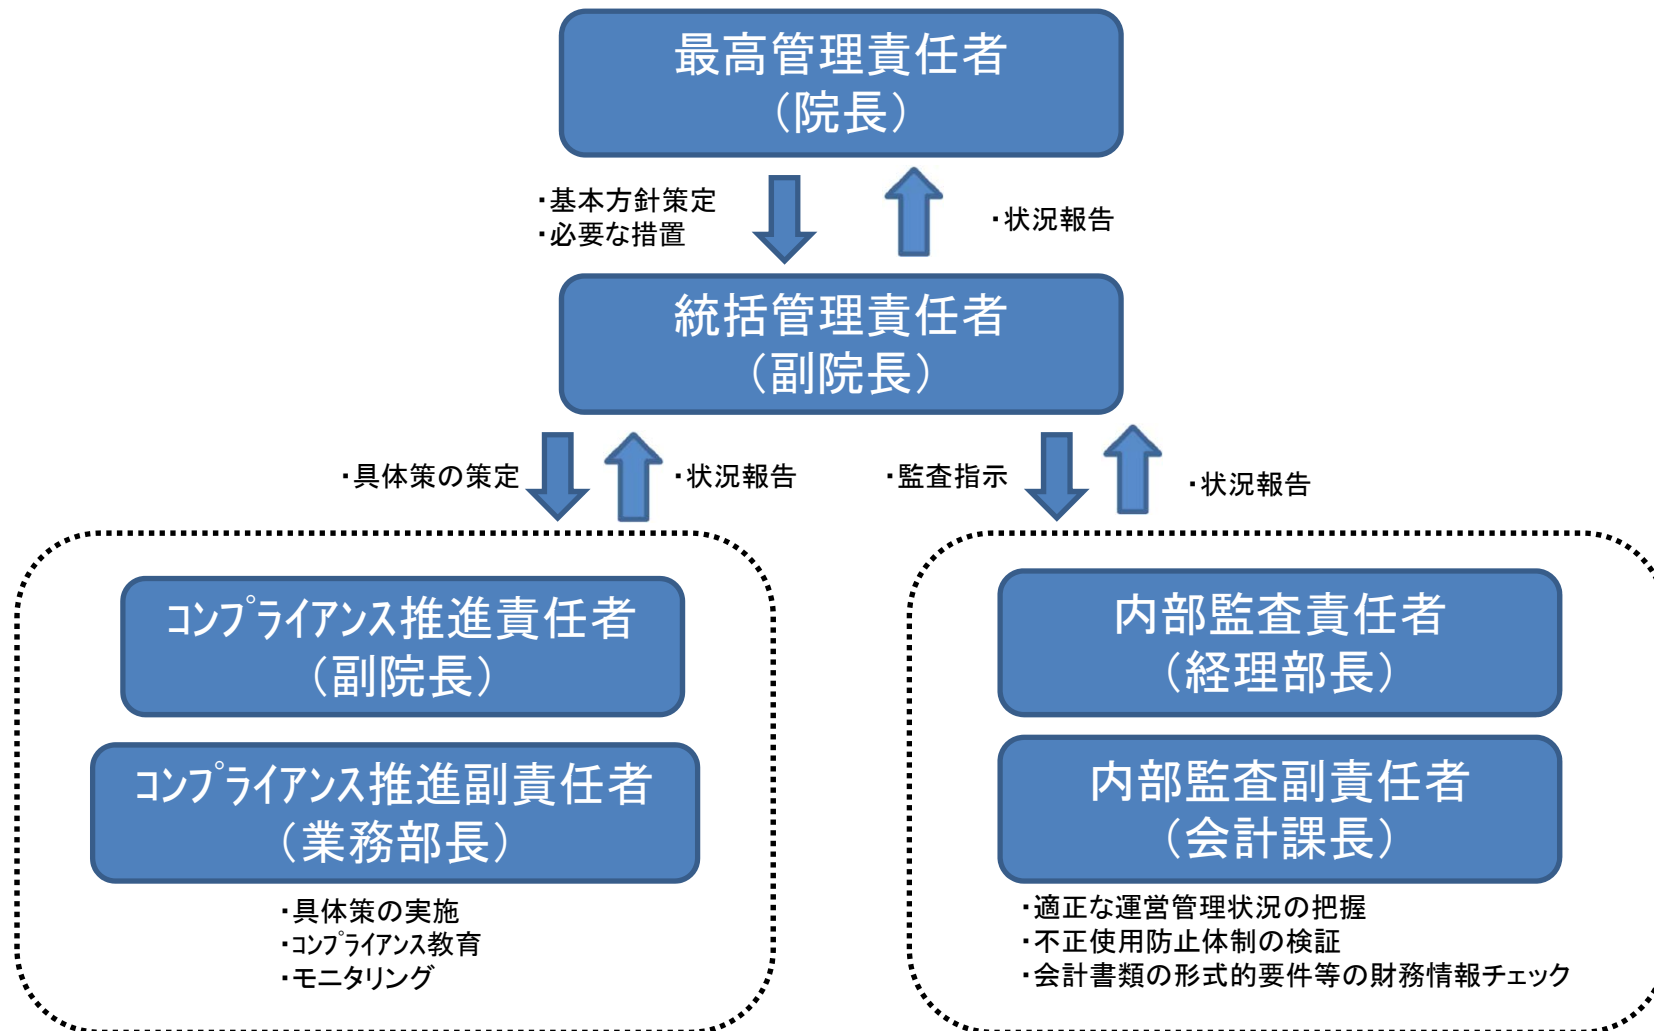 最高管理責任者
（院長）
・基本方針策定
・必要な措置
・状況報告
統括管理責任者
（副院長）
・具体策の策定
・状況報告
・監査指示
・状況報告
コンプライアンス推進責任者
（副院長）
コンプライアンス推進副責任者
（業務部長）
・具体策の実施
・コンプライアンス教育
・モニタリング
内部監査責任者
（経理部長）
内部監査副責任者
（会計課長）
・適正な運営管理状況の把握
・不正使用防止体制の検証
・会計書類の形式的要件等の財務情報チェック